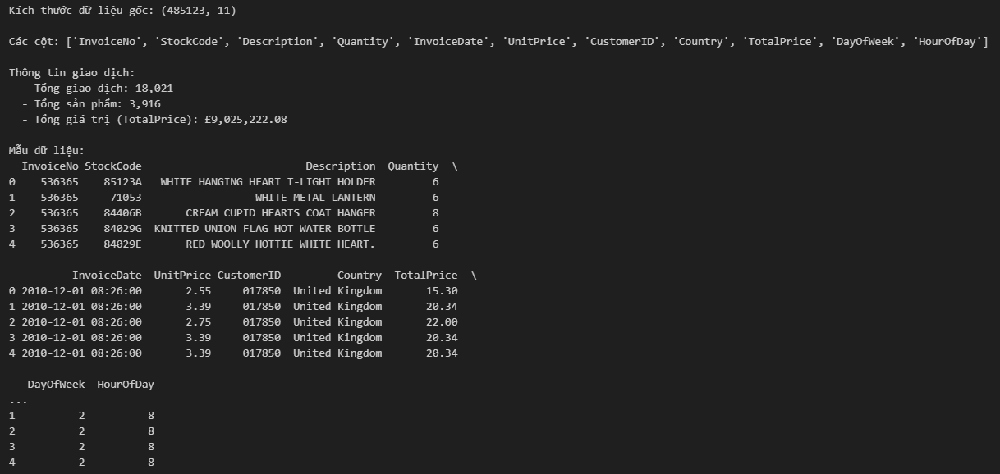 Kích thước dữ liệu gốc: (485123, 11)
Các cột: ['InvoiceNo', 'StockCode', 'Description', 'Quantity', 'InvoiceDate', 'UnitPrice', 'CustomerID', 'Country', 'TotalPrice', 'DayOfWeek', 'HourOfDay']
Thông tin giao dịch:
- Tổng giao dịch: 18,021
- Tổng sản phẩm: 3,916
- Tổng giá trị (TotalPrice): £9,025,222.08
Mẫu dữ liệu:
InvoiceNo StockCode Description Quantity \
0 536365 85123A WHITE HANGING HEART T-LIGHT HOLDER 6
1 536365 71053 WHITE METAL LANTERN 6
2 536365 84406B CREAM CUPID HEARTS COAT HANGER 8
3 536365 84029G KNITTED UNION FLAG HOT WATER BOTTLE 6
4 536365 84029E RED WOOLLY HOTTIE WHITE HEART. 6
InvoiceDate UnitPrice CustomerID Country TotalPrice \
0 2010-12-01 08:26:00 2.55 017850 United Kingdom 15.30
1 2010-12-01 08:26:00 3.39 017850 United Kingdom 20.34
2 2010-12-01 08:26:00 2.75 017850 United Kingdom 22.00
3 2010-12-01 08:26:00 3.39 017850 United Kingdom 20.34
4 2010-12-01 08:26:00 3.39 017850 United Kingdom 20.34
DayOfWeek HourOfDay
...
1 2 8
2 2 8
3 2 8
4 2 8